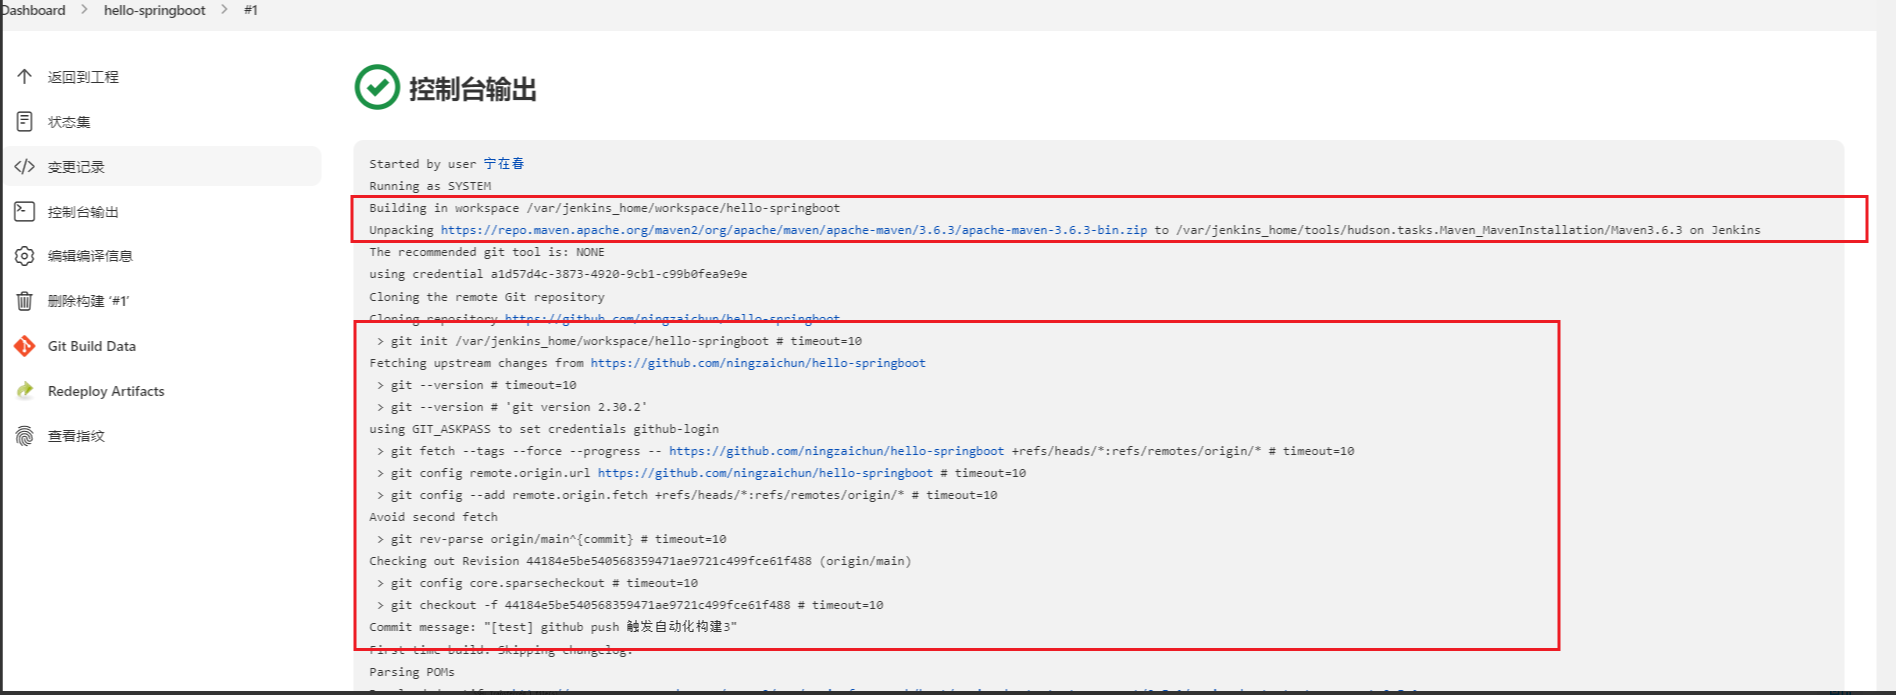 Dashboard > hello-springboot > #1
返回到工程
状态集
变更记录
控制台输出
编辑编译信息
删除构建 ‘#1’
Git Build Data
Redeploy Artifacts
查看指纹
控制台输出
Started by user 宁在春
Running as SYSTEM
Building in workspace /var/jenkins_home/workspace/hello-springboot
Unpacking https://repo.maven.apache.org/maven2/org/apache/maven/apache-maven/3.6.3/apache-maven-3.6.3-bin.zip to /var/jenkins_home/tools/hudson.tasks.Maven_MavenInstallation/Maven3.6.3 on Jenkins
The recommended git tool is: NONE
using credential a1d57d4c-3873-4920-9cb1-c99b0fea9e9e
Cloning the remote Git repository
Cloning repository https://github.com/ningzaichun/hello-springboot
> git init /var/jenkins_home/workspace/hello-springboot # timeout=10
Fetching upstream changes from https://github.com/ningzaichun/hello-springboot
> git --version # timeout=10
> git --version # 'git version 2.30.2'
using GIT_ASKPASS to set credentials github-login
> git fetch --tags --force --progress -- https://github.com/ningzaichun/hello-springboot +refs/heads/*:refs/remotes/origin/* # timeout=10
> git config remote.origin.url https://github.com/ningzaichun/hello-springboot # timeout=10
> git config --add remote.origin.fetch +refs/heads/*:refs/remotes/origin/* # timeout=10
Avoid second fetch
> git rev-parse origin/main^{commit} # timeout=10
Checking out Revision 44184e5be540568359471ae9721c499fce61f488 (origin/main)
> git config core.sparsecheckout # timeout=10
> git checkout -f 44184e5be540568359471ae9721c499fce61f488 # timeout=10
Commit message: "[test] github push 触发自动化构建3"
First time build. Skipping changelog.
Parsing POMs